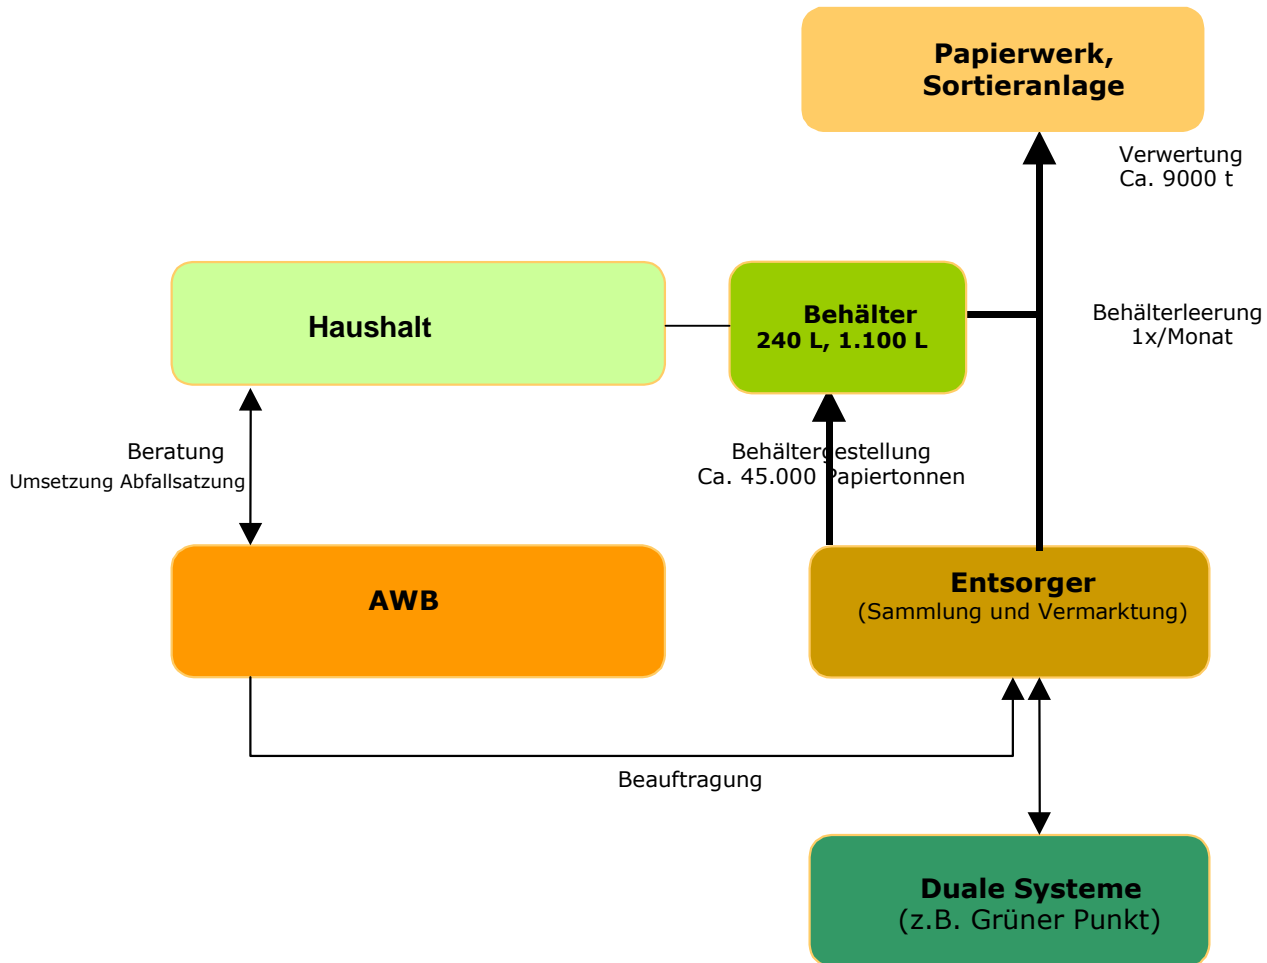 Papierwerk,
Sortieranlage
Verwertung
Ca. 9000 t
Haushalt
Behälter
240 L, 1.100 L
Behälterleerung
1x/Monat
Beratung
Umsetzung Abfallsatzung
Behältergestellung
Ca. 45.000 Papiertonnen
AWB
Entsorger
(Sammlung und Vermarktung)
Beauftragung
Duale Systeme
(z.B. Grüner Punkt)